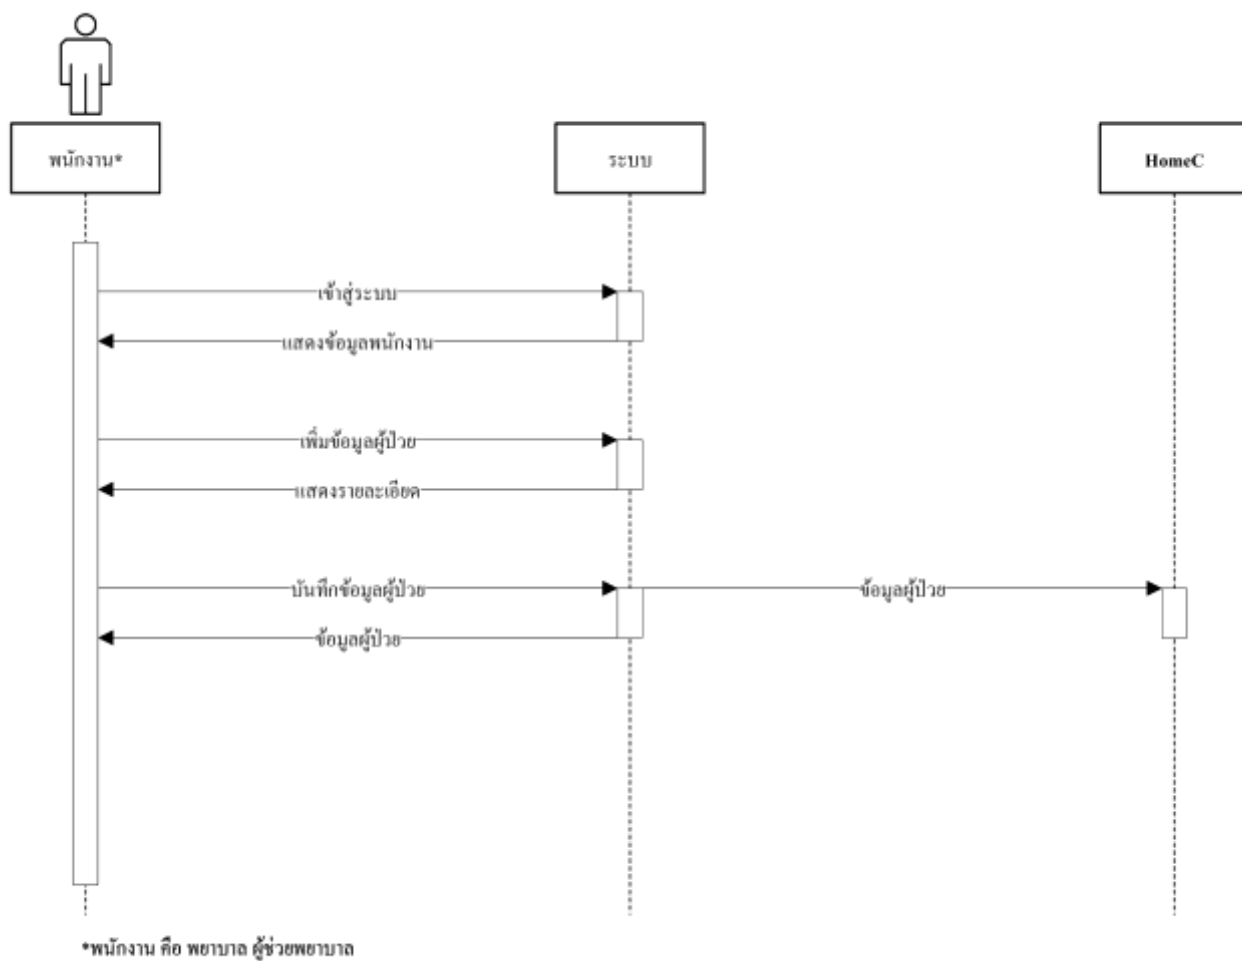 พนักงาน*
ระบบ
HomeC
เข้าสู่ระบบ
แสดงข้อมูลพนักงาน
เพิ่มข้อมูลผู้ป่วย
แสดงรายละเอียด
บันทึกข้อมูลผู้ป่วย
ข้อมูลผู้ป่วย
ข้อมูลผู้ป่วย
*พนักงาน คือ พยาบาล ผู้ช่วยพยาบาล